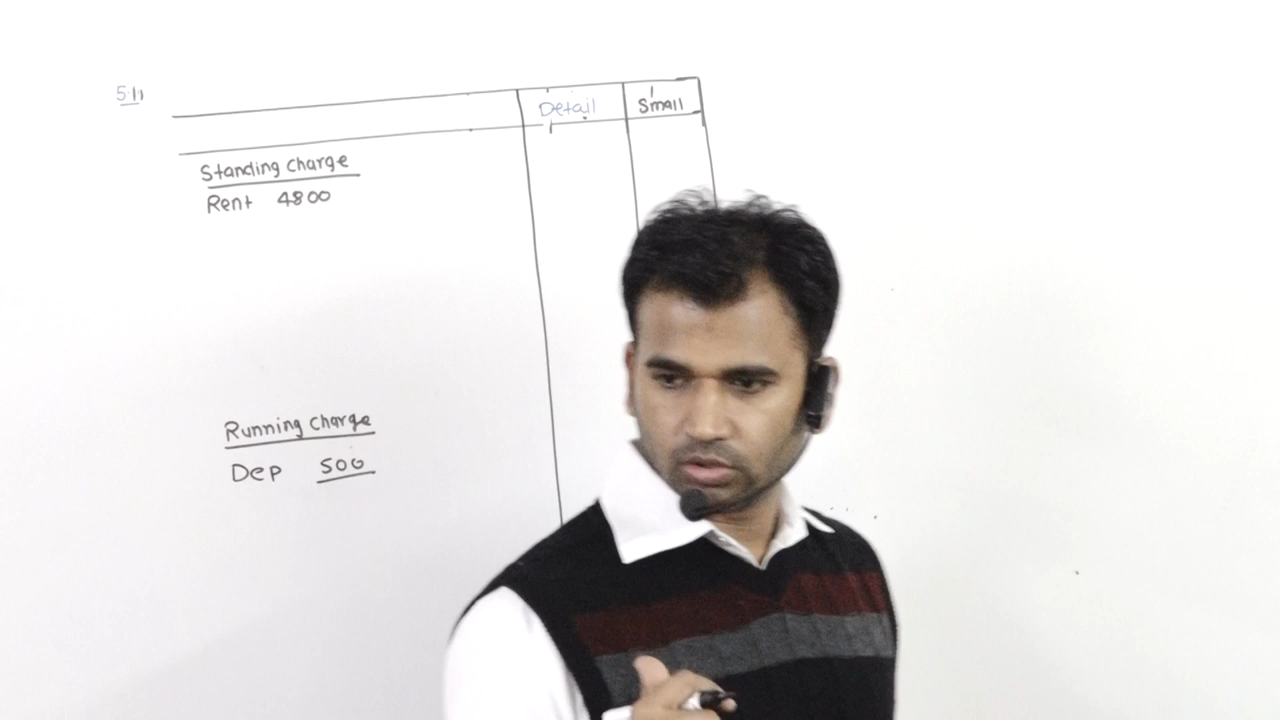 5.11
Detail Small
Standing Charge
Rent 4800
Running Charge
Dep 500